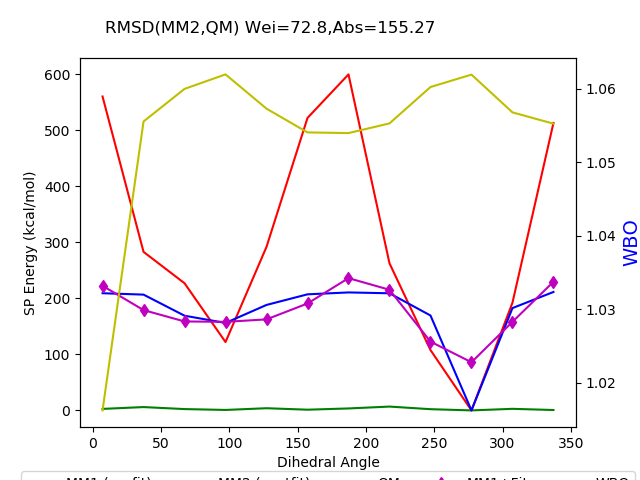 RMSD(MM2,QM) Wei=72.8,Abs=155.27
600
500
400
300
200
100
0
SP Energy (kcal/mol)
1.06
1.05
1.04
1.03
1.02
WBO
0 50 100 150 200 250 300 350
Dihedral Angle